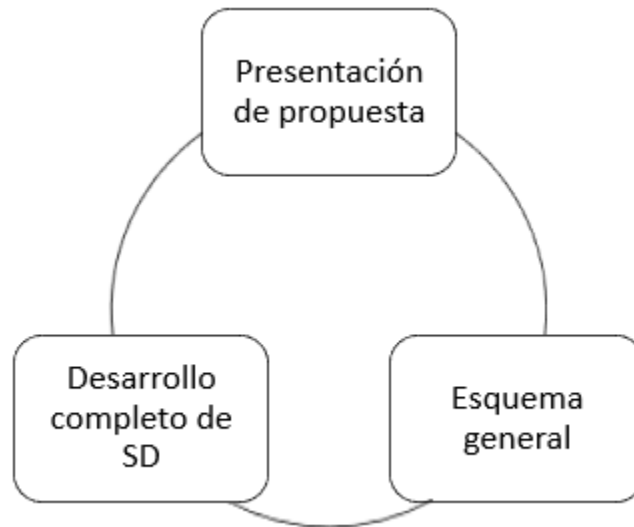 Presentación
de propuesta
Desarrollo
completo de
SD
Esquema
general